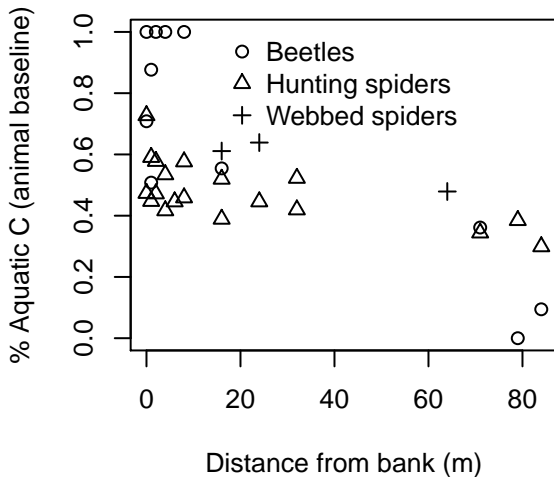 % Aquatic C (animal baseline)
1.0
0.8
0.6
0.4
0.2
0.0
Beetles
Hunting spiders
Webbed spiders
0 20 40 60 80
Distance from bank (m)